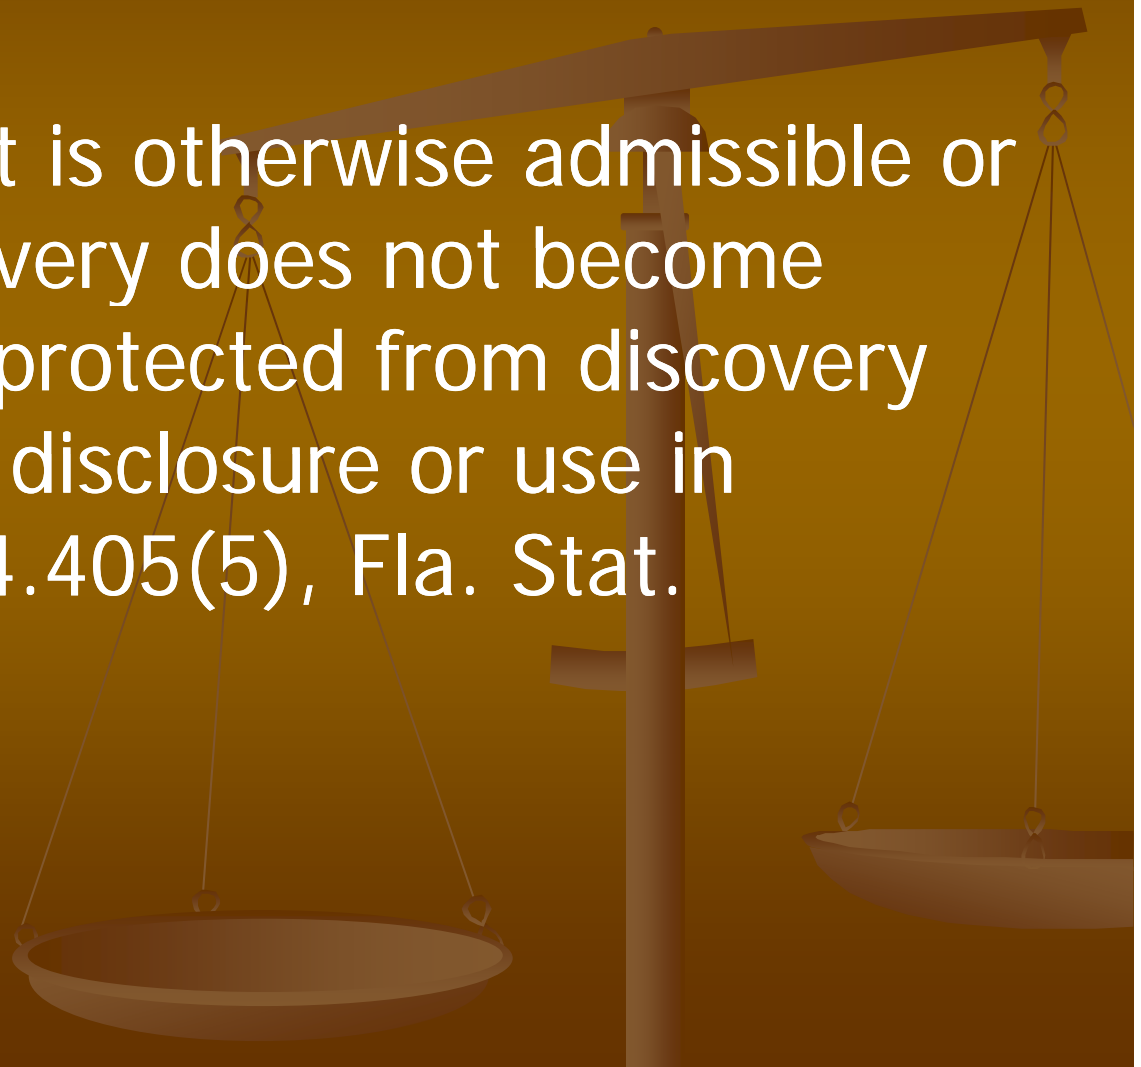 t is otherwise admissible or
very does not become
protected from discovery
disclosure or use in
4.405(5), Fla. Stat.